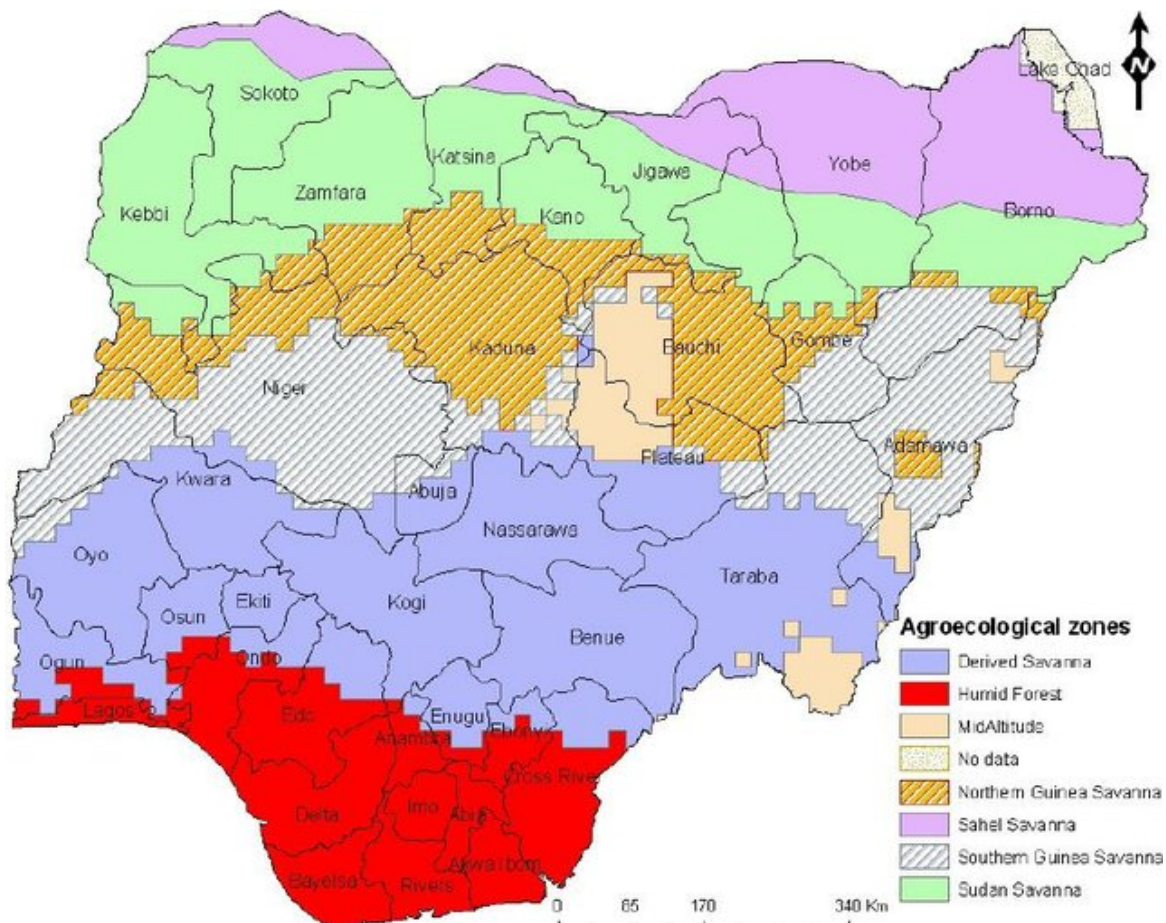 N
Lake Chad
Sokoto
Katsina
Jigawa
Yobe
Zamfara
Kebbi
Kano
Borno
Kaduna
Bauchi
Gombe
Niger
Adamawa
Plateau
Kwara
Abuja
Nassarawa
Oyo
Taraba
Osun
Ekiti
Kogi
Benue
Ogun
Ondo
Lagos
Edo
Enugu
Anambra
Cross River
Delta
Imo
Abia
Akwa Ibom
Bayelsa
Rivers
Agroecological zones
Derived Savanna
Humid Forest
MidAltitude
No data
Northern Guinea Savanna
Sahel Savanna
Southern Guinea Savanna
Sudan Savanna
0 85 170 340 Km